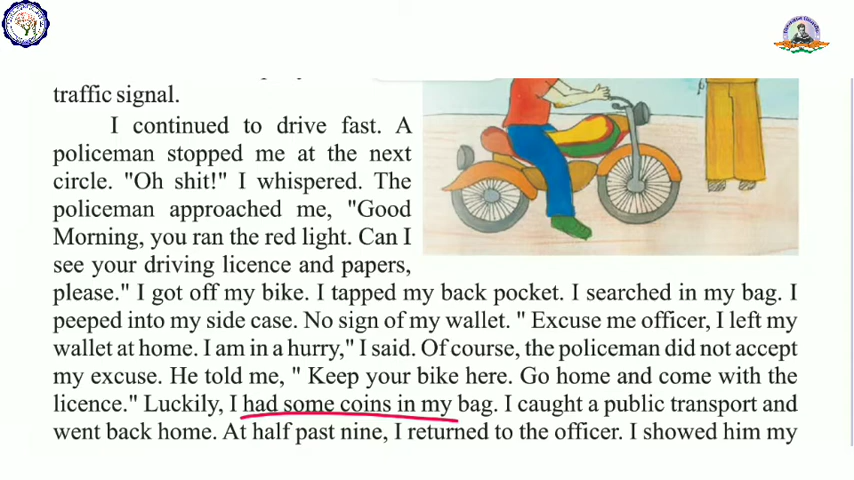 traffic signal.
I continued to drive fast. A
policeman stopped me at the next
circle. "Oh shit!" I whispered. The
policeman approached me, "Good
Morning, you ran the red light. Can I
see your driving licence and papers,
please." I got off my bike. I tapped my back pocket. I searched in my bag. I
peeped into my side case. No sign of my wallet. " Excuse me officer, I left my
wallet at home. I am in a hurry," I said. Of course, the policeman did not accept
my excuse. He told me, " Keep your bike here. Go home and come with the
licence." Luckily, I had some coins in my bag. I caught a public transport and
went back home. At half past nine, I returned to the officer. I showed him my